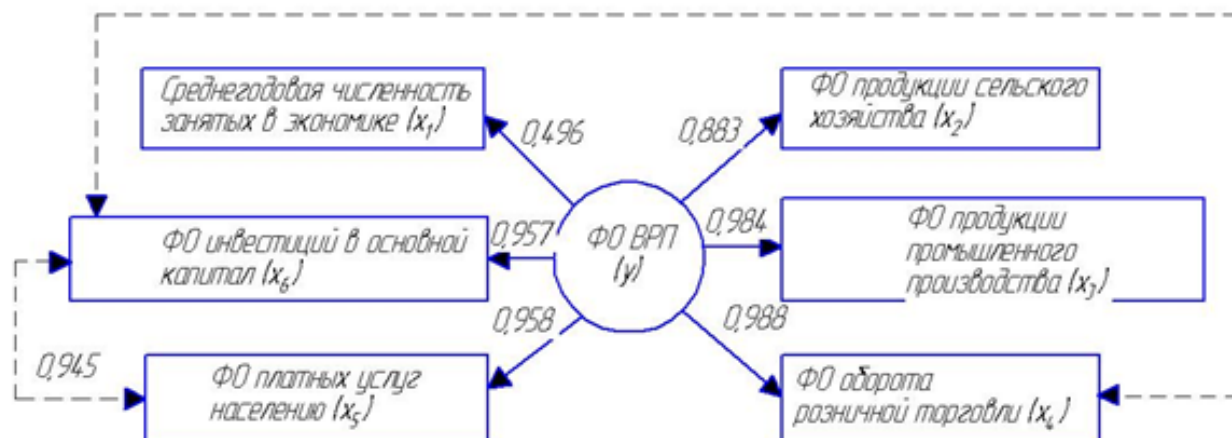 Среднегодовая численность
занятых в экономике (x₁)
0,496
0,883
ФО продукции сельского
хозяйства (x₂)
ФО инвестиций в основной
капитал (x₆)
0,957
ФО ВРП
(y)
0,984
ФО продукции
промышленного
производства (x₃)
0,945
ФО платных услуг
населению (x₅)
0,958
0,988
ФО оборота
розничной торговли (x₄)